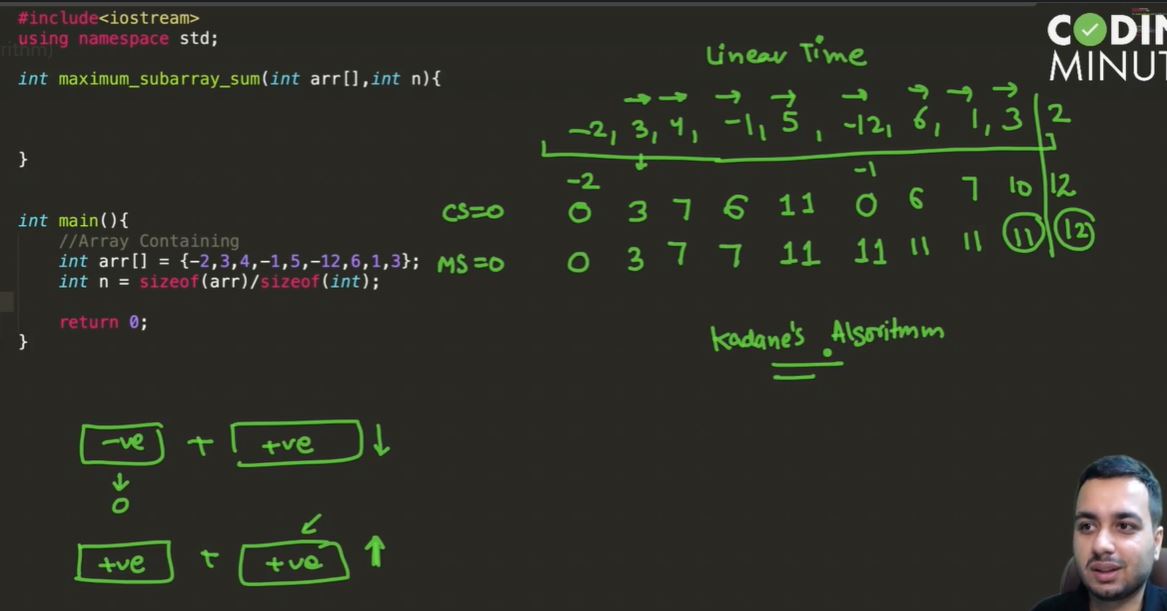 #include<iostream>
using namespace std;
int maximum_subarray_sum(int arr[],int n){
}
int main(){
//Array Containing
int arr[] = {-2,3,4,-1,5,-12,6,1,3};
int n = sizeof(arr)/sizeof(int);
return 0;
}
CODIN
MINUT
Linear Time
-2, 3, 4, -1, 5, -12, 6, 1, 3 2
-2 -1
CS=0 0 3 7 6 11 0 6 7 10 12
MS=0 0 3 7 7 11 11 11 11 11 12
Kadane's Algoritmm
-ve + +ve ↓
↓
0
+ve + +ve ↑